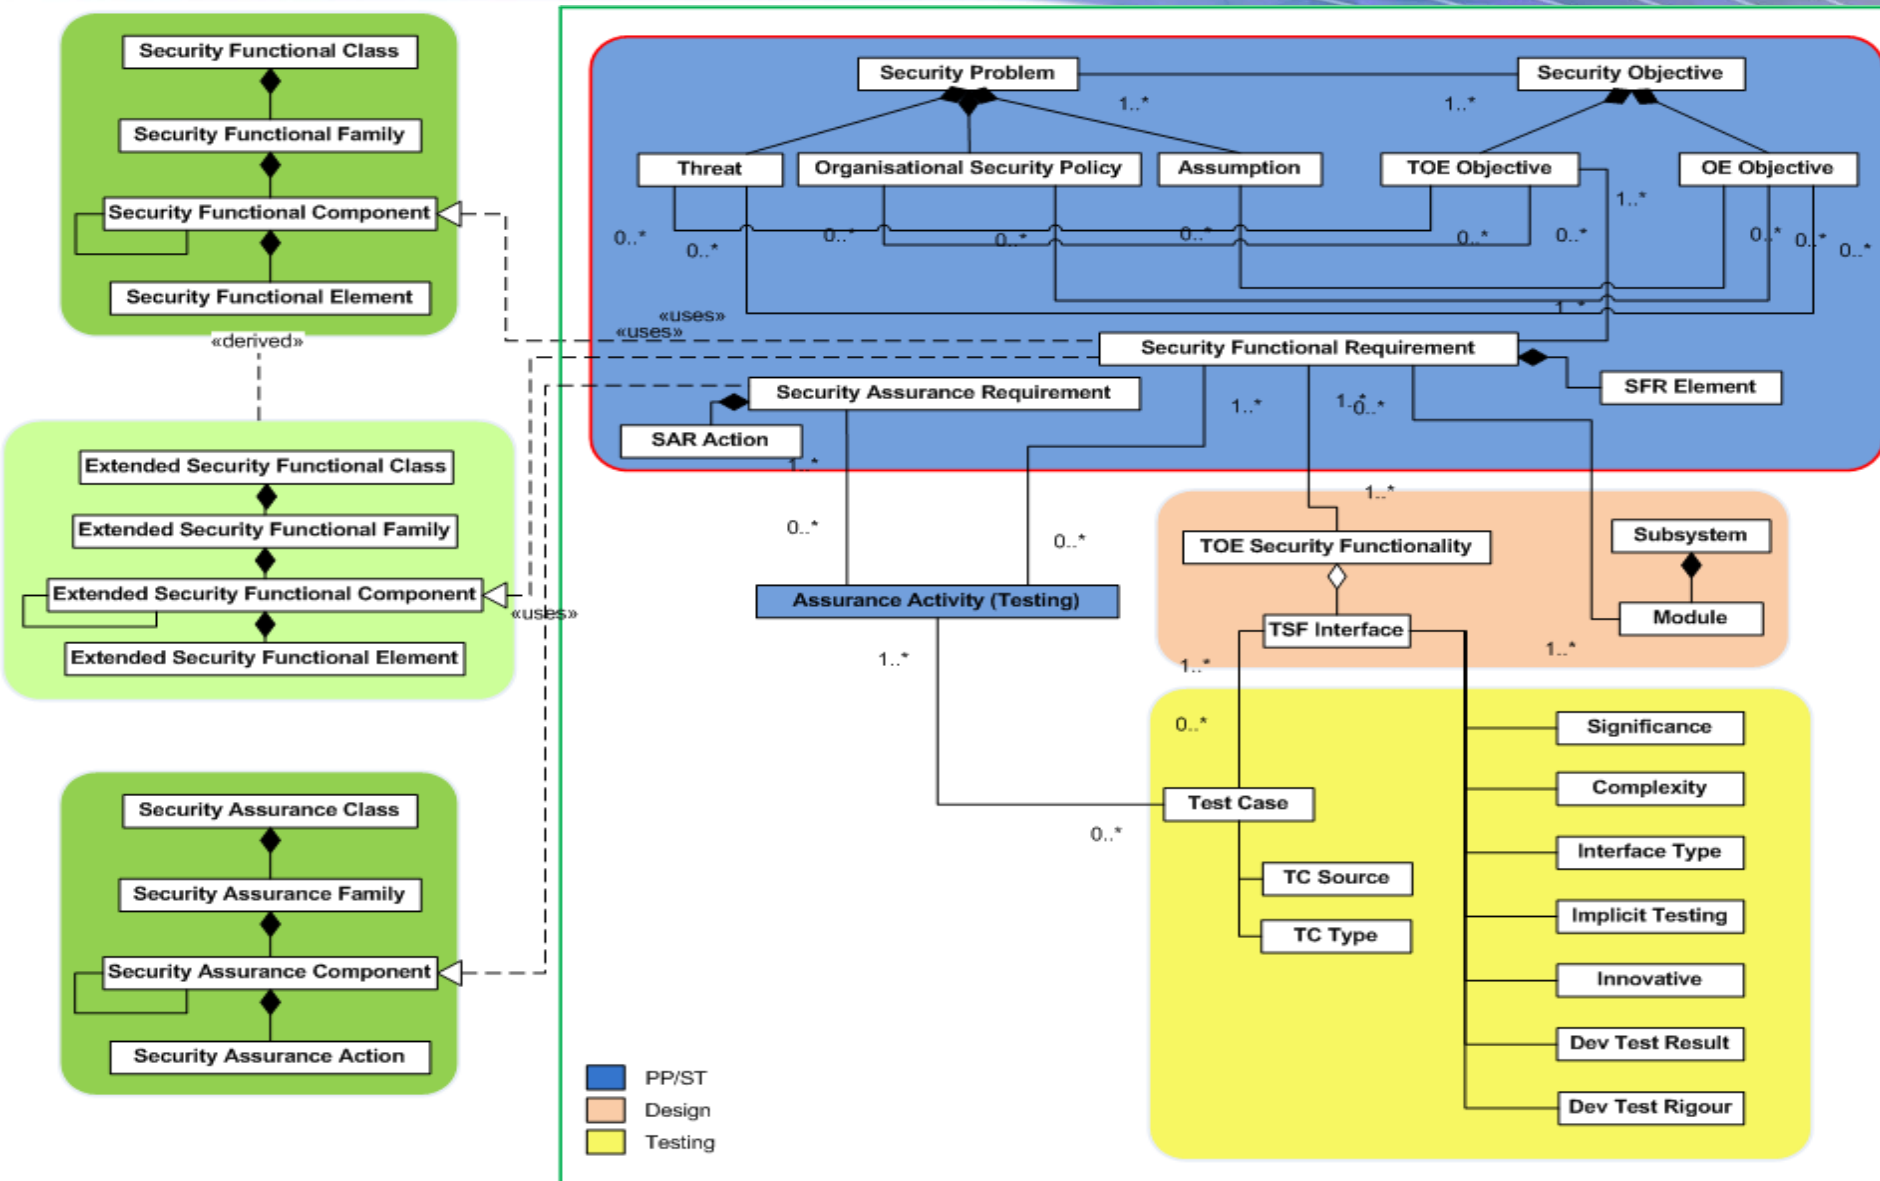 Security Functional Class
Security Functional Family
Security Functional Component
Security Functional Element
«derived»
Extended Security Functional Class
Extended Security Functional Family
Extended Security Functional Component
Extended Security Functional Element
«uses»
Security Assurance Class
Security Assurance Family
Security Assurance Component
Security Assurance Action
Security Problem
Security Objective
1..*
1..*
Threat
Organisational Security Policy
Assumption
TOE Objective
OE Objective
1..*
0..*
0..*
0..*
0..*
0..*
0..*
0..*
0..*
0..*
0..*
1..*
«uses»
«uses»
Security Functional Requirement
SFR Element
Security Assurance Requirement
SAR Action
1..*
1..*
0..*
1..*
0..*
0..*
1..*
Assurance Activity (Testing)
1..*
0..*
TOE Security Functionality
TSF Interface
Subsystem
Module
1..*
1..*
0..*
Test Case
TC Source
TC Type
Significance
Complexity
Interface Type
Implicit Testing
Innovative
Dev Test Result
Dev Test Rigour
PP/ST
Design
Testing